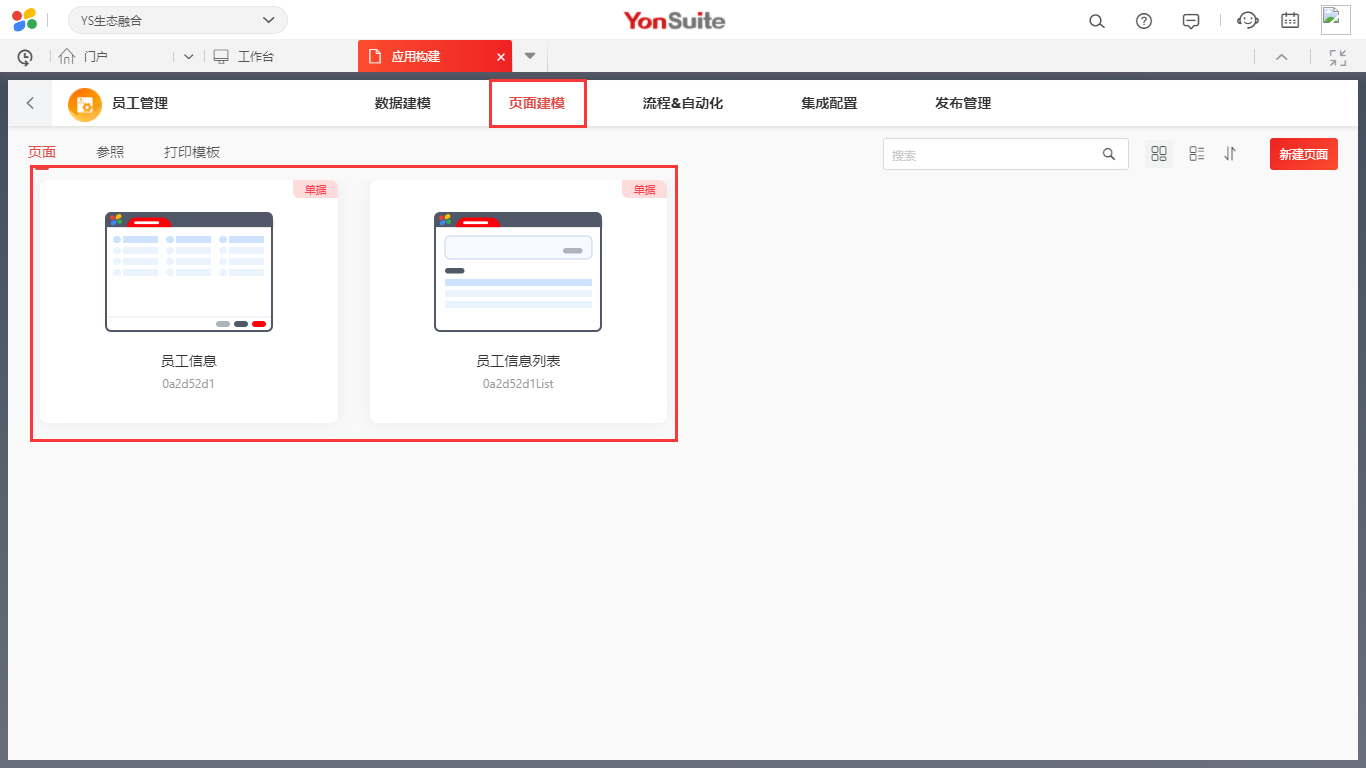 YS生态融合
YonSuite
门户
工作台
应用构建
员工管理
数据建模
页面建模
流程&自动化
集成配置
发布管理
页面
参照
打印模板
搜索
新建页面
单据
单据
员工信息
0a2d52d1
员工信息列表
0a2d52d1List